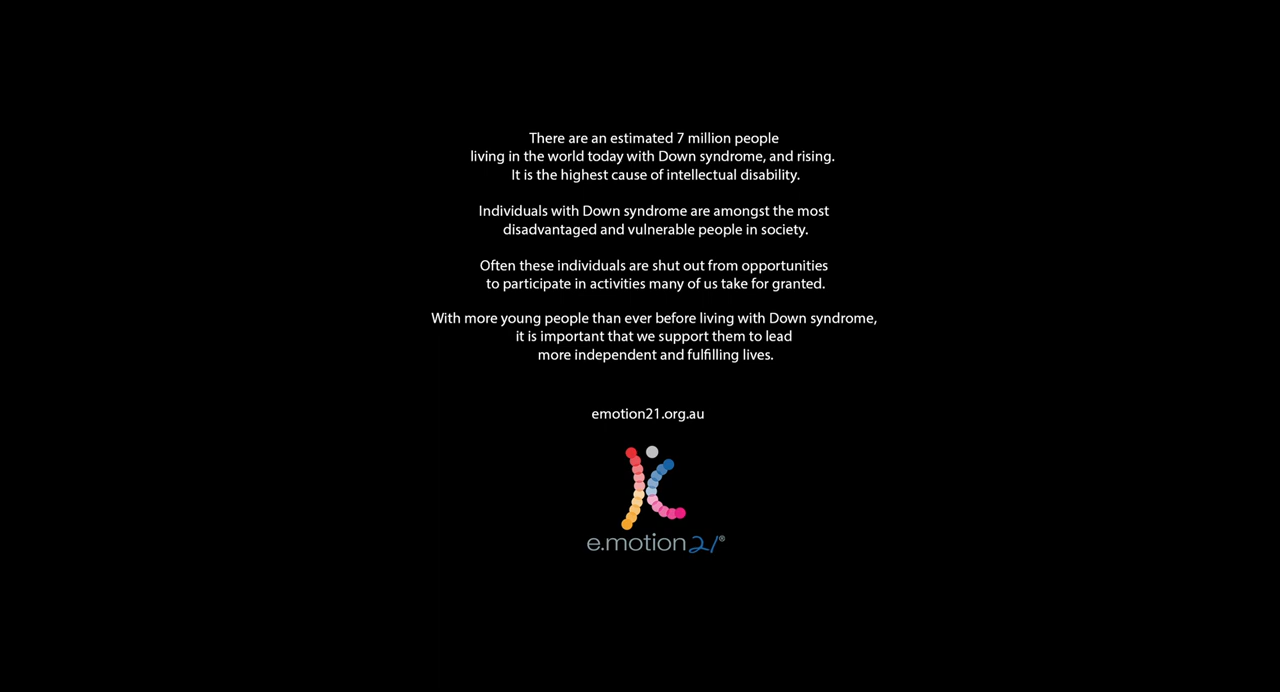 There are an estimated 7 million people
living in the world today with Down syndrome, and rising.
It is the highest cause of intellectual disability.
Individuals with Down syndrome are amongst the most
disadvantaged and vulnerable people in society.
Often these individuals are shut out from opportunities
to participate in activities many of us take for granted.
With more young people than ever before living with Down syndrome,
it is important that we support them to lead
more independent and fulfilling lives.
emotion21.org.au
e.motion21®